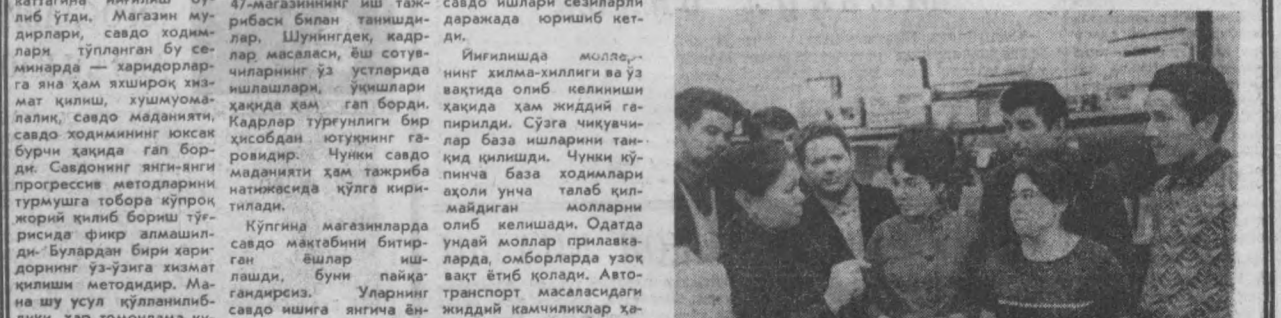 либ ўтди. Магазин му-
дирлари, савдо ходим-
лари тўпланган бу се-
минарда — харидорлар-
га яна ҳам яхшироқ хиз-
мат қилиш, хушмуома-
лалик, савдо маданияти,
савдо ходимининг юксак
бурчи ҳақида гап бор-
ди. Савдонинг янги-янги
прогрессив методларини
турмушга тобора кўпроқ
жорий қилиб бориш тўғ-
рисида фикр алмашил-
ди. Булардан бири хари-
дорнинг ўз-ўзига хизмат
қилиши методидир. Ма-
на шу усул қўлланилиб-
47-магазиннинг иш таж-
рибаси билан танишди-
лар. Шунингдек, кадр-
лар масаласи, ёш сотув-
чиларнинг ўз устларида
ишлашлари, ўқишлари
ҳақида ҳам гап борди.
Кадрлар турғунлиги бир
ҳисобдан ютуқнинг га-
ровидир. Чунки савдо
маданияти ҳам тажриба
натижасида қўлга кири-
тилади.
Кўпгина магазинларда
савдо мактабини битир-
ган ёшлар иш-
лашди, буни пайқа-
гандирсиз. Уларнинг
савдо ишига янгича ён-
савдо ишлари сезиларли
даражада юришиб кет-
ди.
Йиғилишда моллар-
нинг хилма-хиллиги ва ўз
вақтида олиб келиниши
ҳақида ҳам жиддий га-
пирилди. Сўзга чиқувчи-
лар база ишларини тан-
қид қилишди. Чунки кў-
пинча база ходимлари
аҳоли унча талаб қил-
майдиган молларни
олиб келишади. Одатда
ундай моллар прилавка-
ларда, омборларда узоқ
вақт ётиб қолади. Авто-
транспорт масаласидаги
жиддий камчиликлар ҳа-